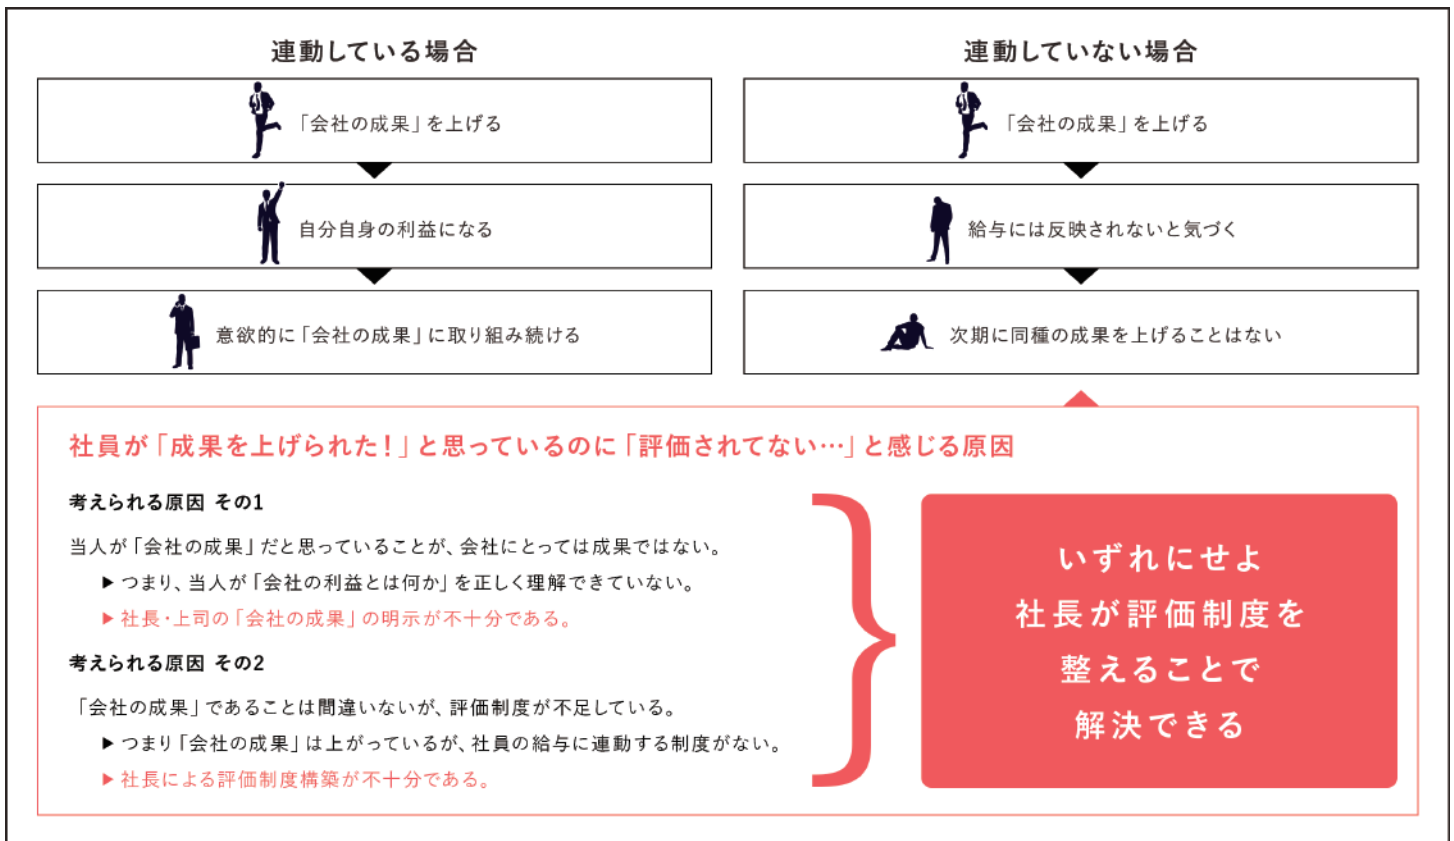 連動している場合
「会社の成果」を上げる
自分自身の利益になる
意欲的に「会社の成果」に取り組み続ける
連動していない場合
「会社の成果」を上げる
給与には反映されないと気づく
次期に同種の成果を上げることはない
社員が「成果を上げられた!」と思っているのに「評価されてない…」と感じる原因
考えられる原因 その1
当人が「会社の成果」だと思っていることが、会社にとっては成果ではない。
▶ つまり、当人が「会社の利益とは何か」を正しく理解できていない。
▶ 社長・上司の「会社の成果」の明示が不十分である。
考えられる原因 その2
「会社の成果」であることは間違いないが、評価制度が不足している。
▶ つまり「会社の成果」は上がっているが、社員の給与に連動する制度がない。
▶ 社長による評価制度構築が不十分である。
いずれにせよ
社長が評価制度を
整えることで
解決できる